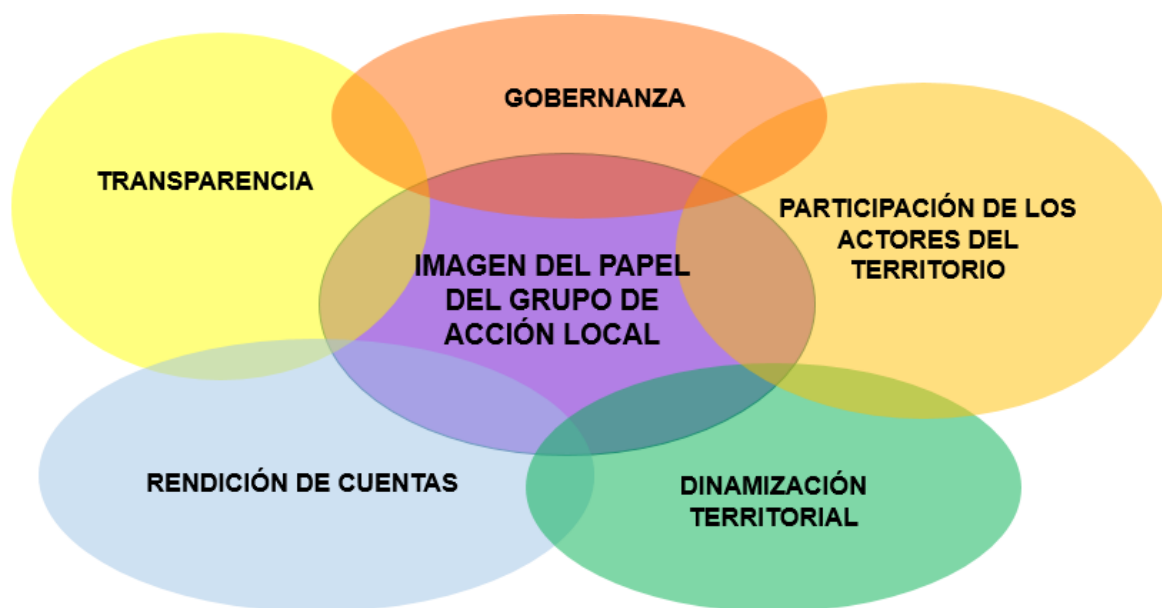 GOBERNANZA
TRANSPARENCIA
PARTICIPACIÓN DE LOS
ACTORES DEL
TERRITORIO
IMAGEN DEL PAPEL
DEL GRUPO DE
ACCIÓN LOCAL
RENDICIÓN DE CUENTAS
DINAMIZACIÓN
TERRITORIAL